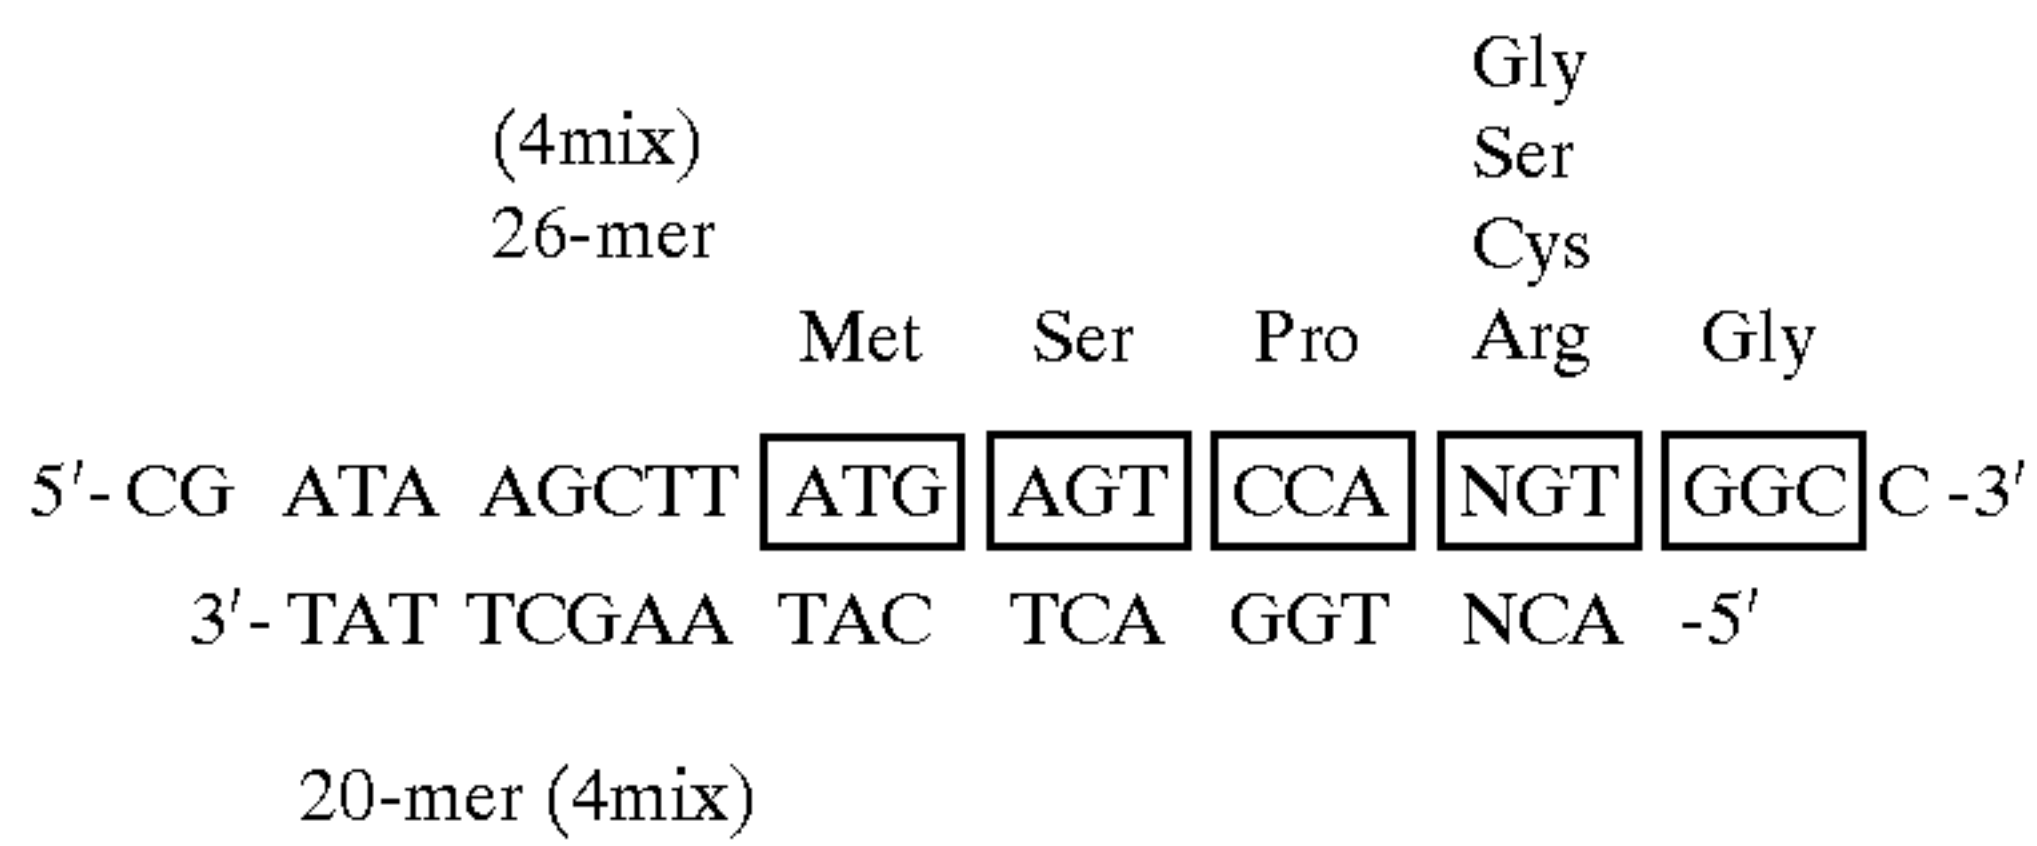 Gly
(4mix)
Ser
26-mer
Cys
Met Ser Pro Arg Gly
5′- CG ATA AGCTT ATG AGT CCA NGT GGC C -3′
3′- TAT TCGAA TAC TCA GGT NCA -5′
20-mer (4mix)